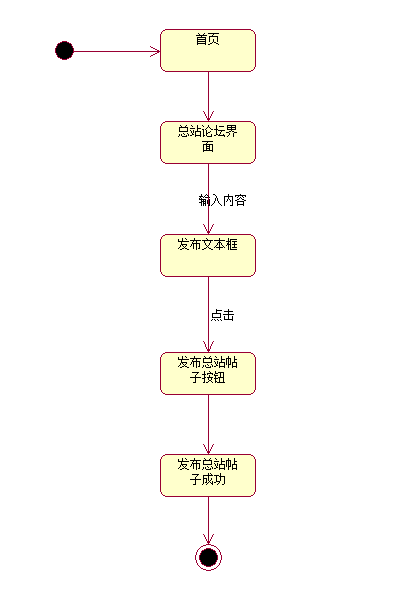 首页
总站论坛界
面
输入内容
发布文本框
点击
发布总站帖
子按钮
发布总站帖
子成功